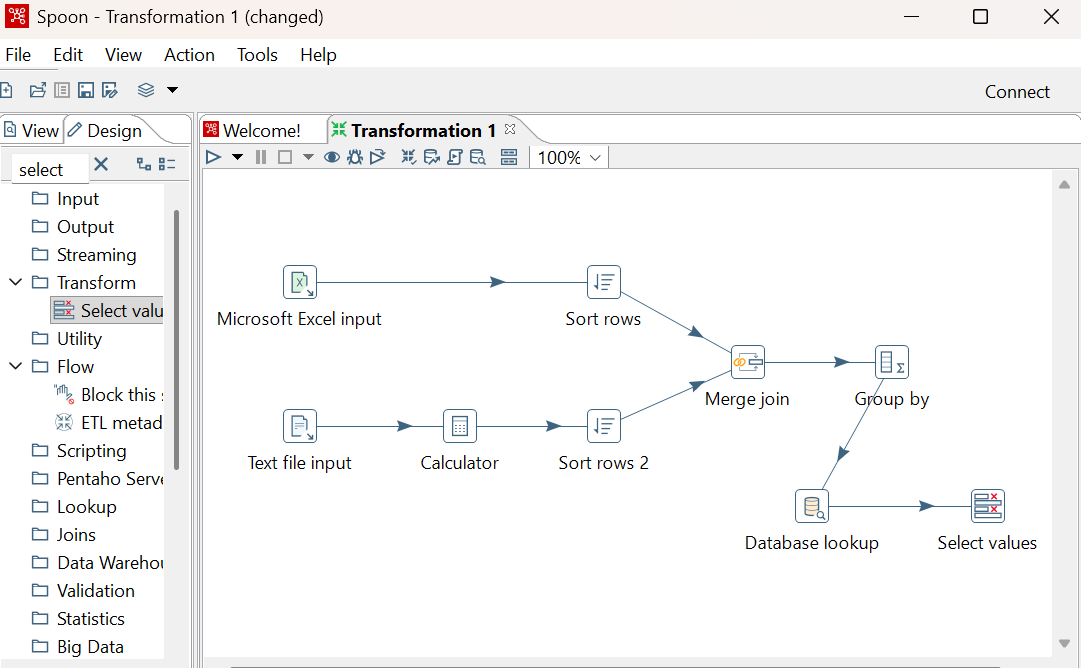 Spoon - Transformation 1 (changed)
File Edit View Action Tools Help
Connect
View Design
Welcome! Transformation 1
select
100%
Input
Output
Streaming
Transform
Select valu
Utility
Flow
Block this
ETL metad
Scripting
Pentaho Serve
Lookup
Joins
Data Warehou
Validation
Statistics
Big Data
Microsoft Excel input
Sort rows
Merge join
Group by
Text file input
Calculator
Sort rows 2
Database lookup
Select values